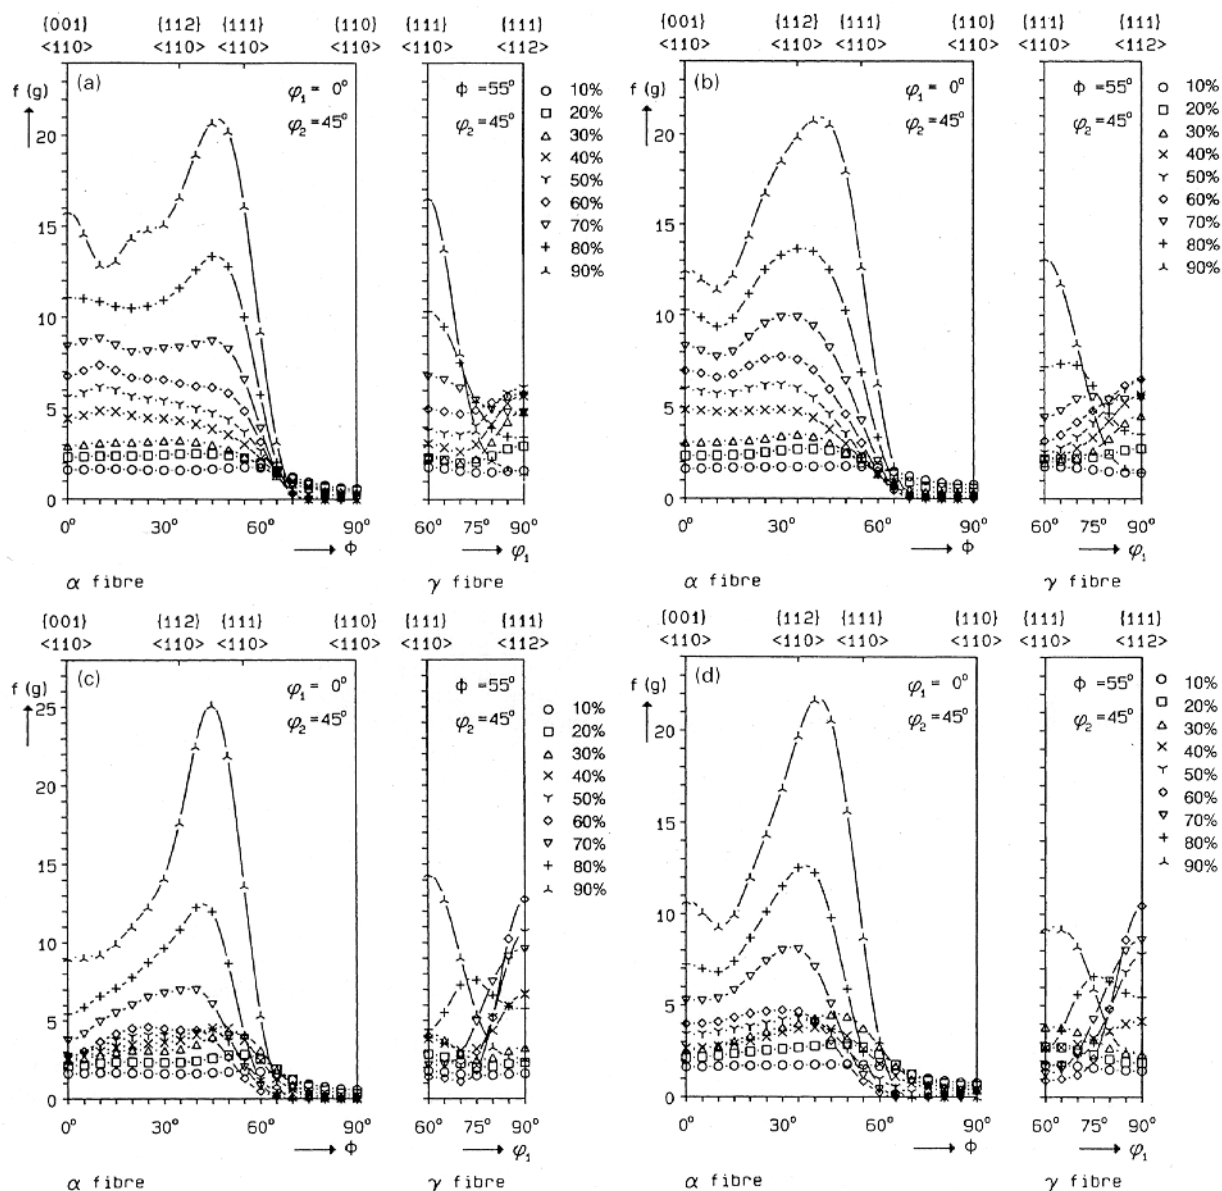 {001} {112} {111} {110} {111} {111}
<110> <110> <110> <110> <110> <112>
(a)
f (g)
φ₁ = 0°
φ₂ = 45°
ϕ = 55°
φ₂ = 45°
20
15
10
5
0
0° 30° 60° 90°
ϕ
60° 75° 90°
φ₁
α fibre
γ fibre
10%
20%
30%
40%
50%
60%
70%
80%
90%
{001} {112} {111} {110} {111} {111}
<110> <110> <110> <110> <110> <112>
(b)
f (g)
φ₁ = 0°
φ₂ = 45°
ϕ = 55°
φ₂ = 45°
20
15
10
5
0
0° 30° 60° 90°
ϕ
60° 75° 90°
φ₁
α fibre
γ fibre
10%
20%
30%
40%
50%
60%
70%
80%
90%
{001} {112} {111} {110} {111} {111}
<110> <110> <110> <110> <110> <112>
(c)
f (g)
φ₁ = 0°
φ₂ = 45°
ϕ = 55°
φ₂ = 45°
25
20
15
10
5
0
0° 30° 60° 90°
ϕ
60° 75° 90°
φ₁
α fibre
γ fibre
10%
20%
30%
40%
50%
60%
70%
80%
90%
{001} {112} {111} {110} {111} {111}
<110> <110> <110> <110> <110> <112>
(d)
f (g)
φ₁ = 0°
φ₂ = 45°
ϕ = 55°
φ₂ = 45°
20
15
10
5
0
0° 30° 60° 90°
ϕ
60° 75° 90°
φ₁
α fibre
γ fibre
10%
20%
30%
40%
50%
60%
70%
80%
90%